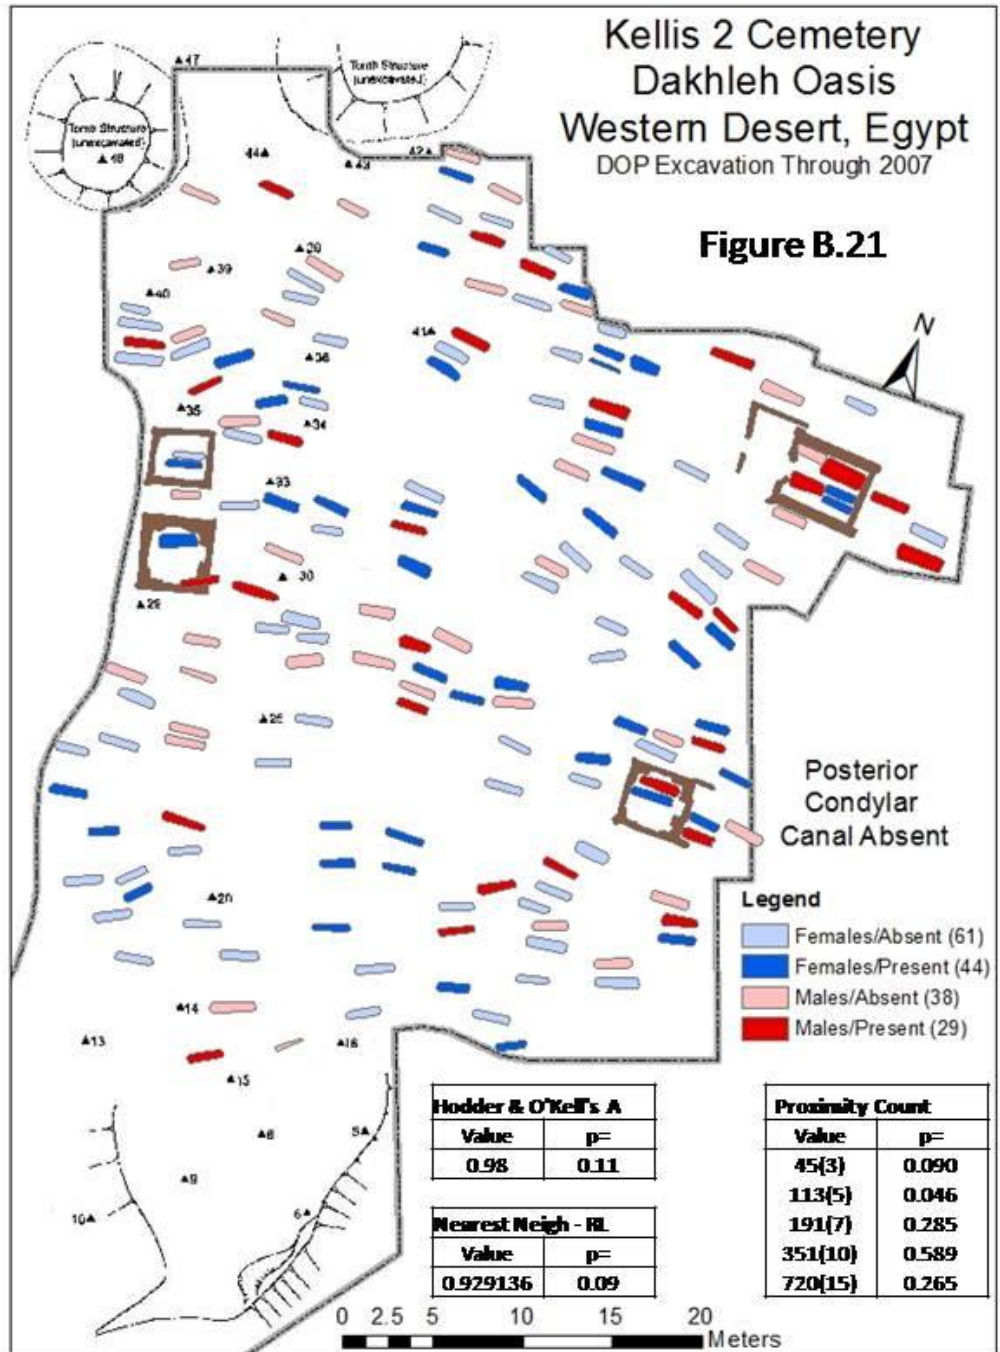 Kellis 2 Cemetery
Dakhleh Oasis
Western Desert, Egypt
DOP Excavation Through 2007
Figure B.21
N
Tomb Structure
(unexcavated)
Tomb Structure
(unexcavated)
47
48
44
43
42
39
40
41
36
35
34
33
30
29
26
20
14
13
16
15
8
5
9
6
10
Posterior
Condylar
Canal Absent
Legend
Females/Absent (61)
Females/Present (44)
Males/Absent (38)
Males/Present (29)
Hodder & O'Kell's A
Value p=
0.98 0.11
Nearest Neigh - RL
Value p=
0.929136 0.09
Proximity Count
Value p=
45(3) 0.090
113(5) 0.046
191(7) 0.285
351(10) 0.589
720(15) 0.265
0 2.5 5 10 15 20
Meters